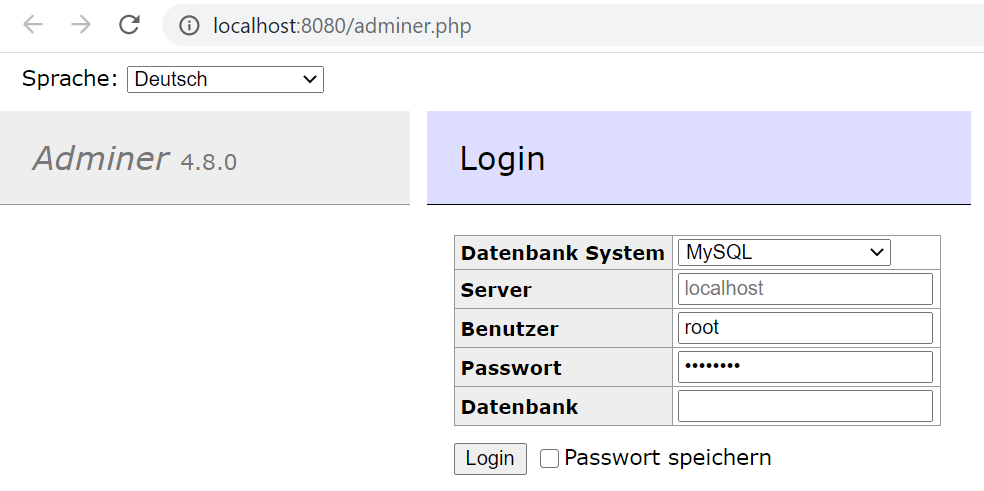 localhost:8080/adminer.php
Sprache: Deutsch
Adminer 4.8.0
Login
Datenbank System MySQL
Server localhost
Benutzer root
Passwort ••••••••
Datenbank
Login Passwort speichern